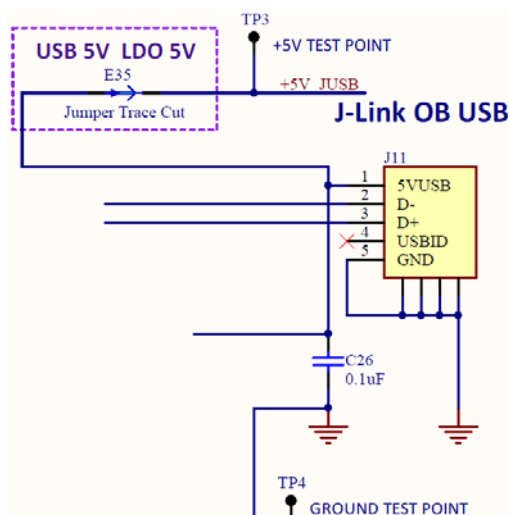 TP3
USB 5V LDO 5V
+5V TEST POINT
E35
+5V_JUSB
Jumper Trace Cut
J-Link OB USB
J11
1 5VUSB
2 D-
3 D+
4 USBID
5 GND
C26
0.1uF
TP4
GROUND TEST POINT